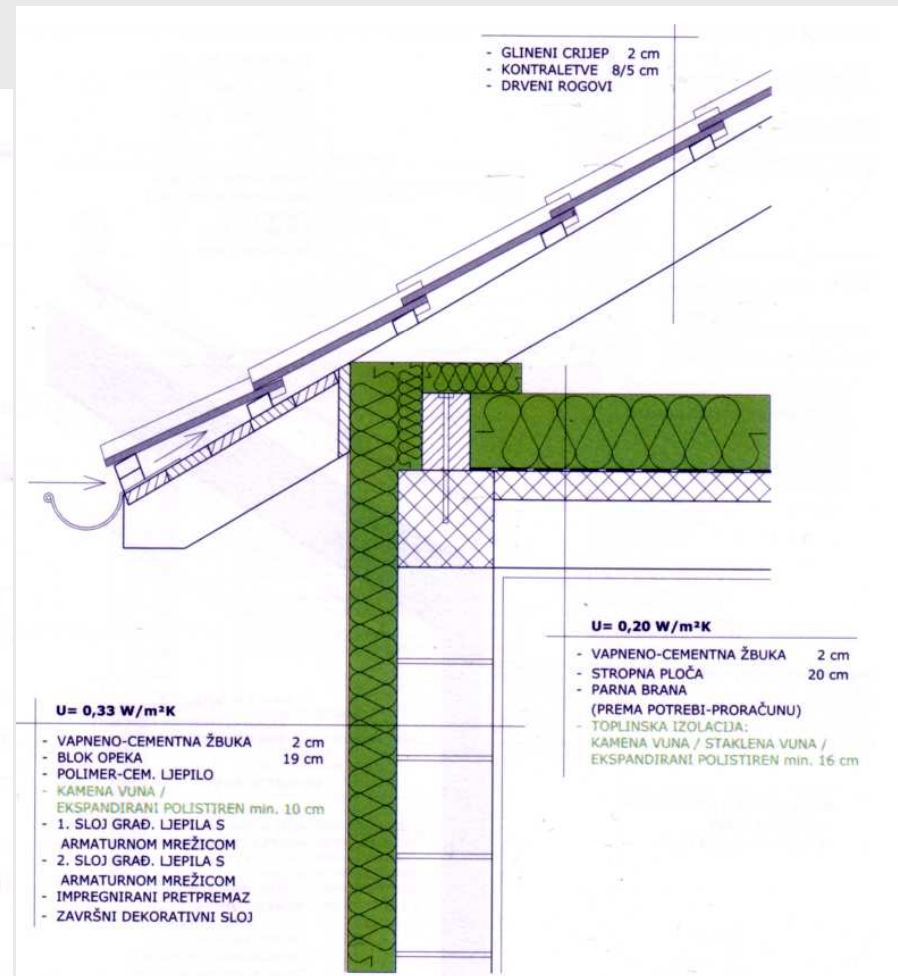 - GLINENI CRIJEP 2 cm
- KONTRALETVE 8/5 cm
- DRVENI ROGOVI
U= 0,20 W/m²K
- VAPNENO-CEMENTNA ŽBUKA 2 cm
- STROPNA PLOČA 20 cm
- PARNA BRANA
(PREMA POTREBI-PRORAČUNU)
- TOPLINSKA IZOLACIJA:
KAMENA VUNA / STAKLENA VUNA /
EKSPANDIRANI POLISTIREN min. 16 cm
U= 0,33 W/m²K
- VAPNENO-CEMENTNA ŽBUKA 2 cm
- BLOK OPEKA 19 cm
- POLIMER-CEM. LJEPILO
- KAMENA VUNA /
EKSPANDIRANI POLISTIREN min. 10 cm
- 1. SLOJ GRAĐ. LJEPILA S
ARMATURNOM MREŽICOM
- 2. SLOJ GRAĐ. LJEPILA S
ARMATURNOM MREŽICOM
- IMPREGNIRANI PRETPREMAZ
- ZAVRŠNI DEKORATIVNI SLOJ